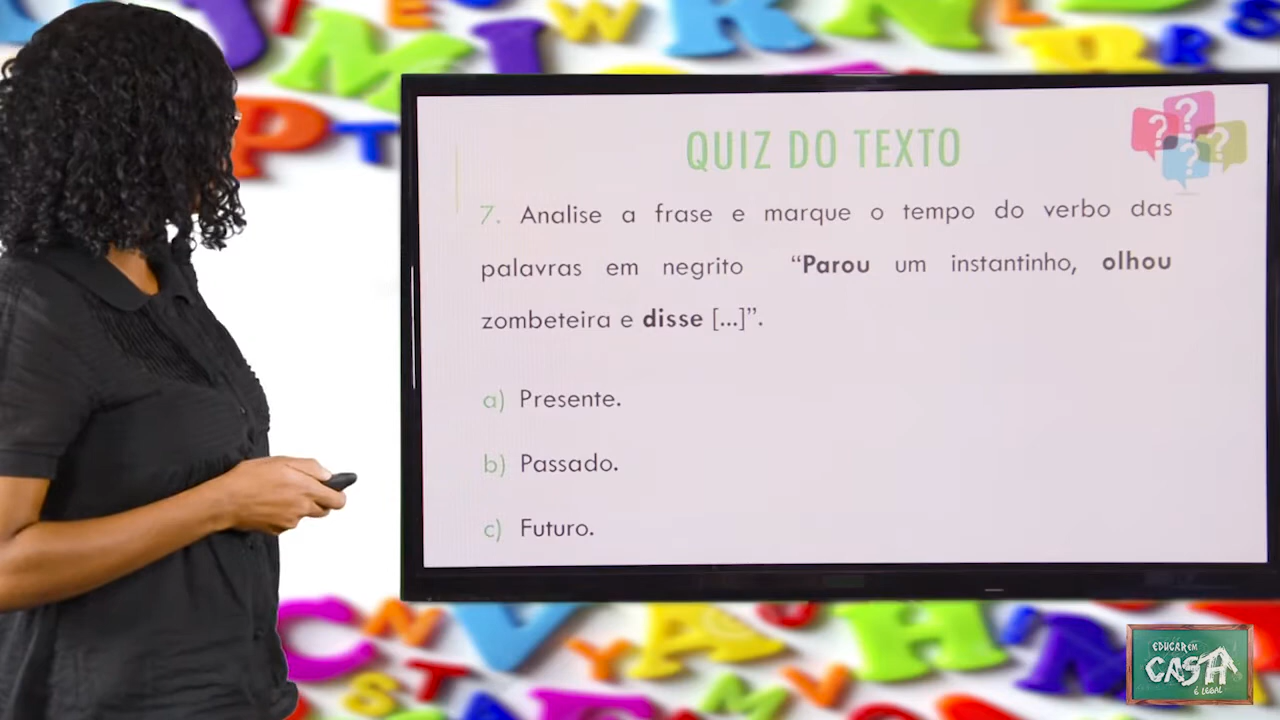 QUIZ DO TEXTO
7. Analise a frase e marque o tempo do verbo das
palavras em negrito “Parou um instantinho, olhou
zombeteira e disse [...]”.
a) Presente.
b) Passado.
c) Futuro.
EDUCAR EM
CASA
É LEGAL